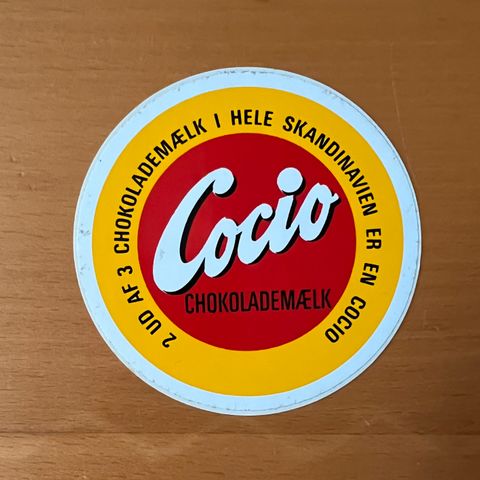 2 UD AF 3 CHOKOLADEMÆLK I HELE SKANDINAVIEN ER EN COCIO
Cocio
CHOKOLADEMÆLK